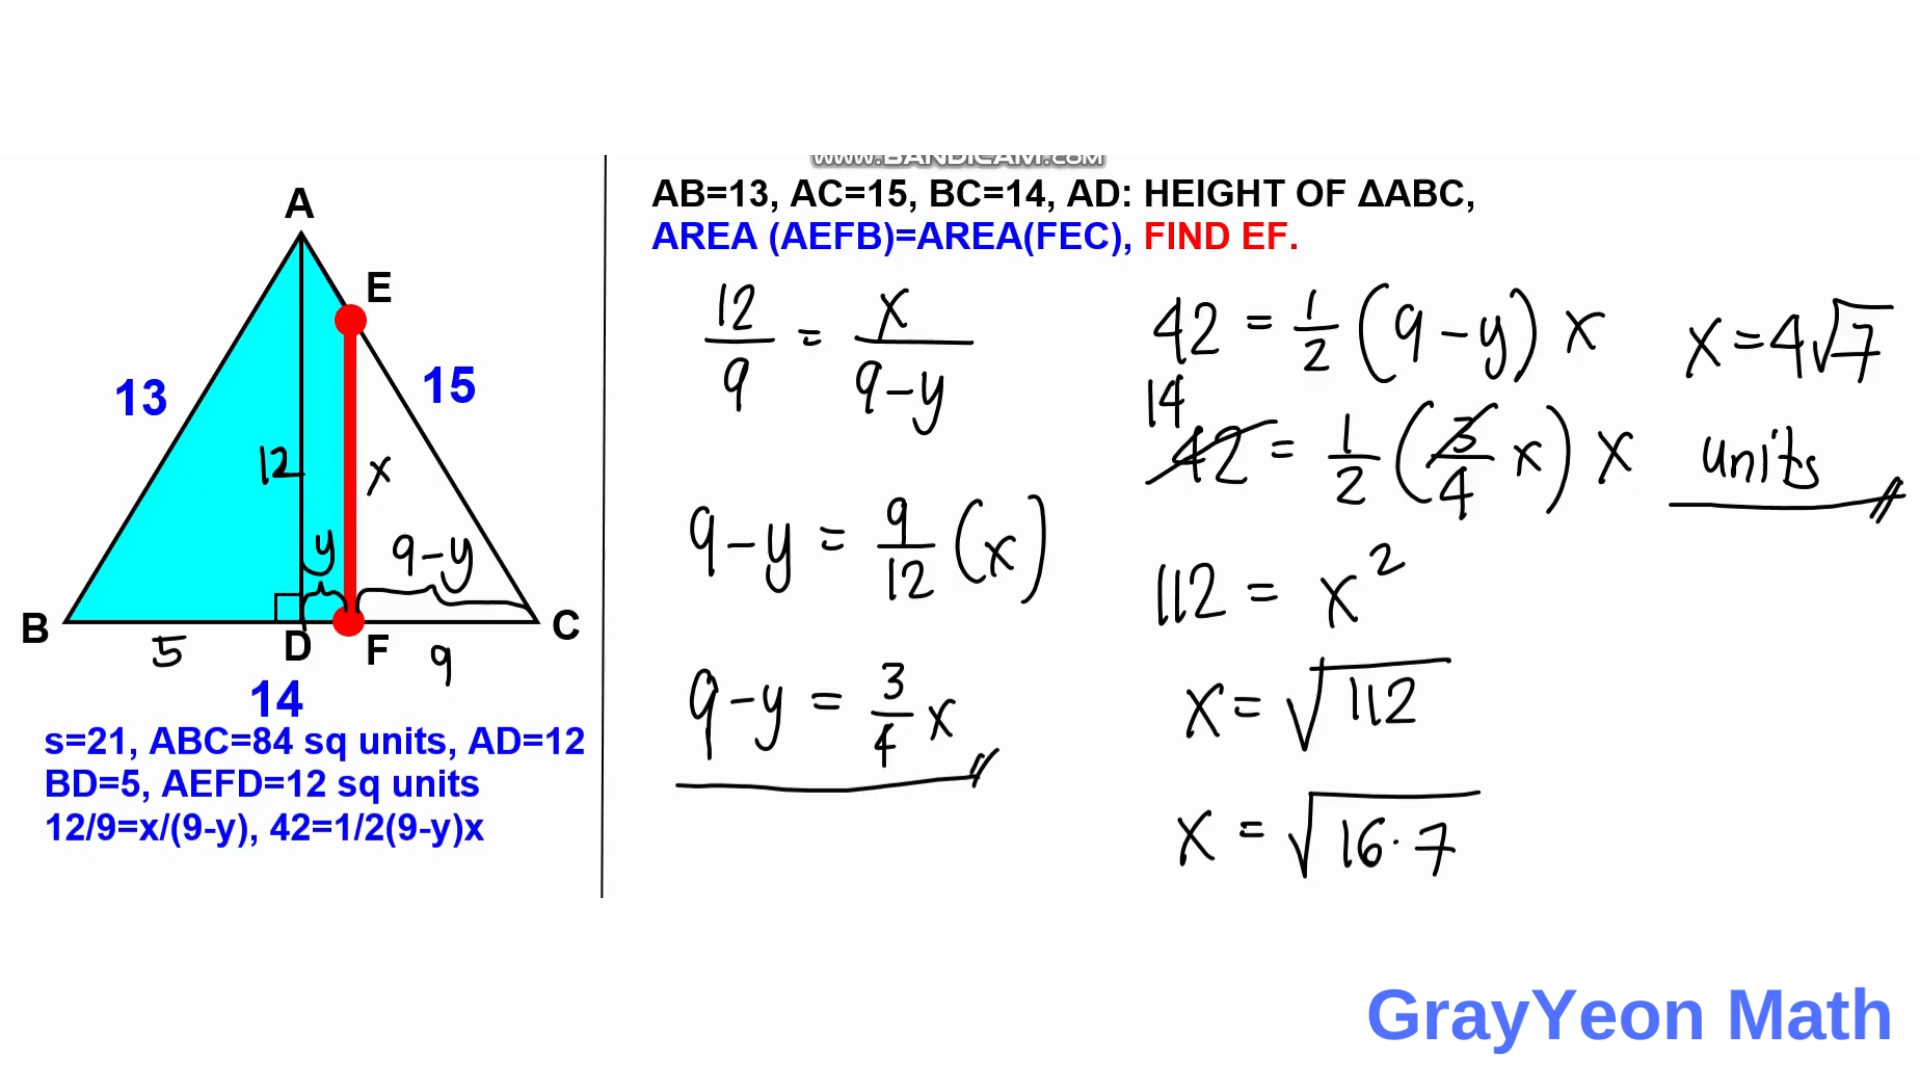 www.BANDICAM.com
AB=13, AC=15, BC=14, AD: HEIGHT OF ΔABC,
AREA (AEFB)=AREA(FEC), FIND EF.
A
E
13
15
12
x
y
9-y
B
D
F
C
5
9
14
s=21, ABC=84 sq units, AD=12
BD=5, AEFD=12 sq units
12/9=x/(9-y), 42=1/2(9-y)x
12/9 = x/(9-y)
9-y = 9/12 (x)
9-y = 3/4 x
42 = 1/2 (9-y) x
14
42 = 1/2 (3/4 x) x
112 = x²
x = √112
x = √16·7
x = 4√7
units
GrayYeon Math